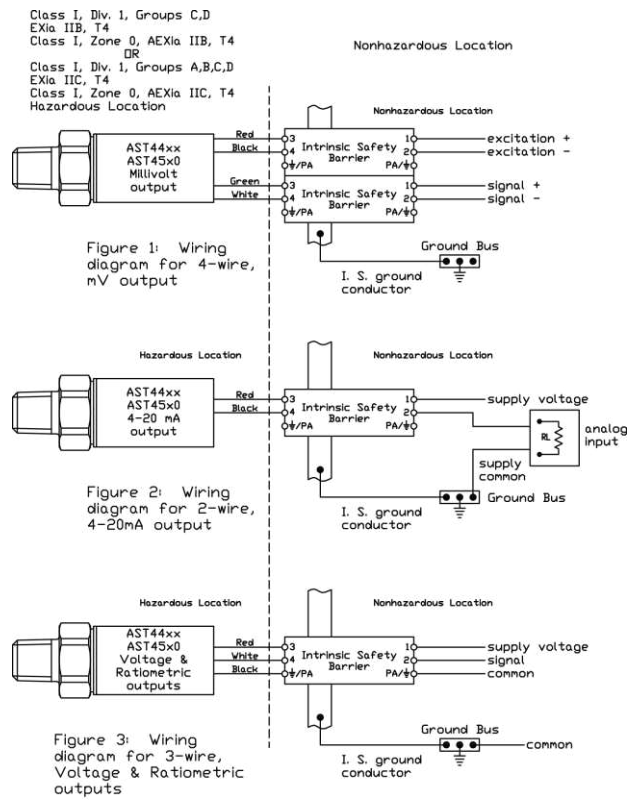 Class I, Div. 1, Groups C,D
EXia IIB, T4
Class I, Zone 0, AEXia IIB, T4
OR
Class I, Div. 1, Groups A,B,C,D
EXia IIC, T4
Class I, Zone 0, AEXia IIC, T4
Hazardous Location
Nonhazardous Location
Nonhazardous Location
AST44xx
AST45x0
Millivolt
output
Red
Black
Green
White
3
4
⏚/PA
Intrinsic Safety
Barrier
1
2
PA/⏚
excitation +
excitation -
3
4
⏚/PA
Intrinsic Safety
Barrier
1
2
PA/⏚
signal +
signal -
Figure 1: Wiring
diagram for 4-wire,
mV output
I. S. ground
conductor
Ground Bus
Hazardous Location
Nonhazardous Location
AST44xx
AST45x0
4-20 mA
output
Red
Black
3
4
⏚/PA
Intrinsic Safety
Barrier
1
2
PA/⏚
supply voltage
RL
analog
input
supply
common
Figure 2: Wiring
diagram for 2-wire,
4-20mA output
I. S. ground
conductor
Ground Bus
Hazardous Location
Nonhazardous Location
AST44xx
AST45x0
Voltage &
Ratiometric
outputs
Red
White
Black
3
4
⏚/PA
Intrinsic Safety
Barrier
1
2
PA/⏚
supply voltage
signal
common
Figure 3: Wiring
diagram for 3-wire,
Voltage & Ratiometric
outputs
I. S. ground
conductor
Ground Bus
common